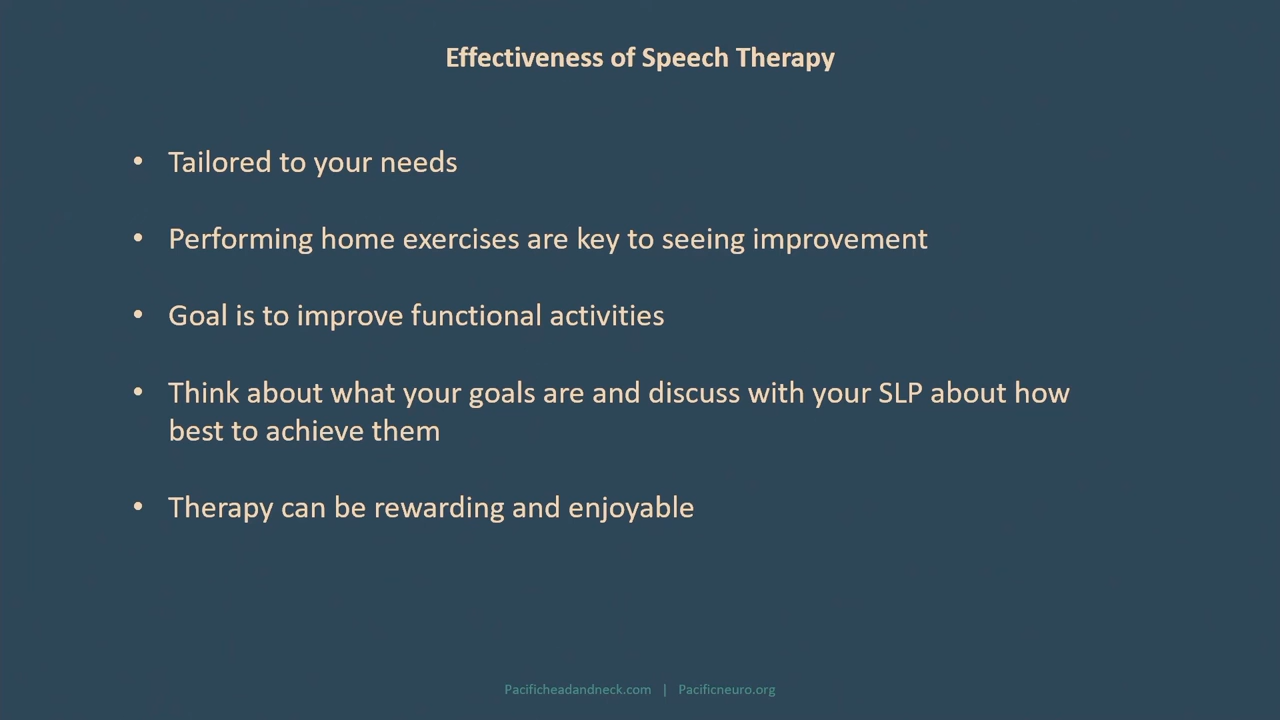 Effectiveness of Speech Therapy
• Tailored to your needs
• Performing home exercises are key to seeing improvement
• Goal is to improve functional activities
• Think about what your goals are and discuss with your SLP about how
best to achieve them
• Therapy can be rewarding and enjoyable
Pacificheadandneck.com | Pacificneuro.org